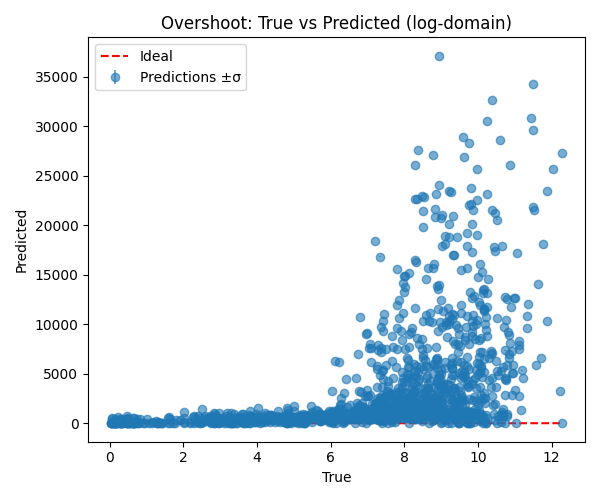 Overshoot: True vs Predicted (log-domain)
Ideal
Predictions ±σ
Predicted
35000
30000
25000
20000
15000
10000
5000
0
0 2 4 6 8 10 12
True